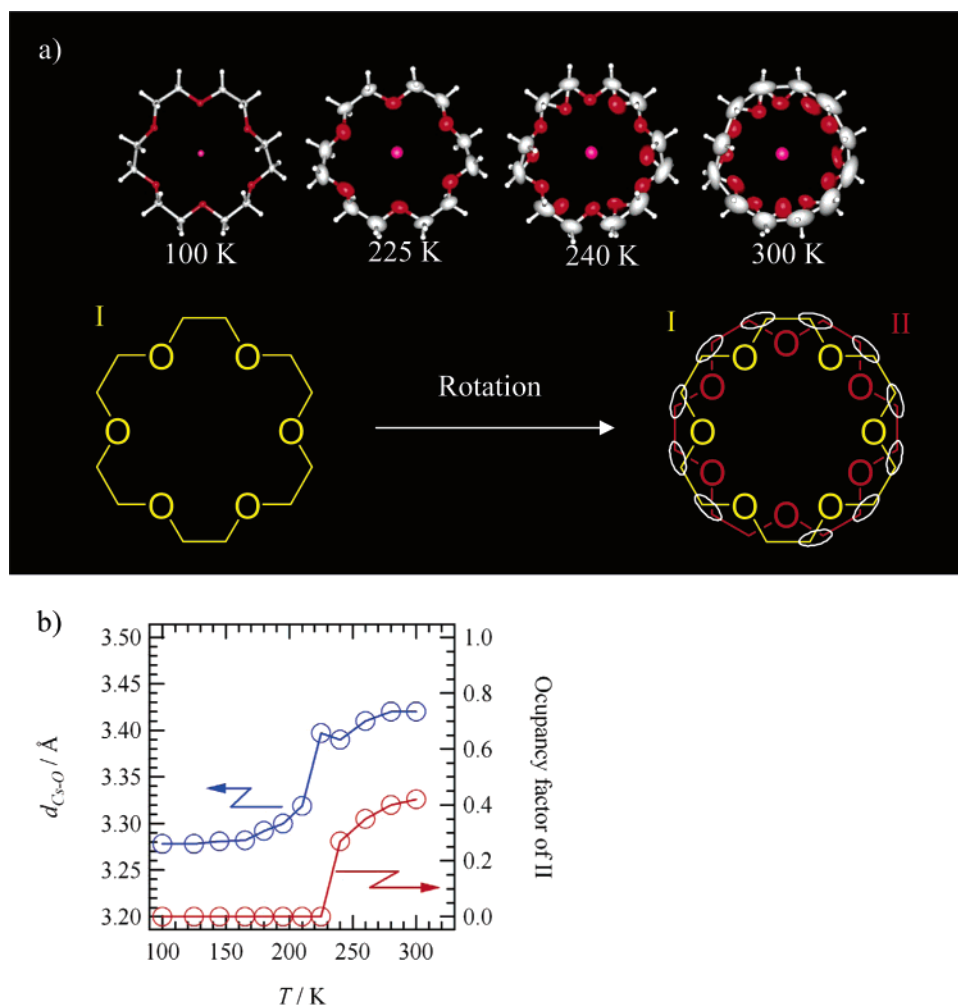 a)
100 K
225 K
240 K
300 K
I
O O
O O
O O
Rotation
I
II
O
O O
O O
O O
O O
O O
O
b)
3.50
3.45
3.40
3.35
3.30
3.25
3.20
d Cs-O / Å
1.0
0.8
0.6
0.4
0.2
0.0
Ocupancy factor of II
100 150 200 250 300
T / K